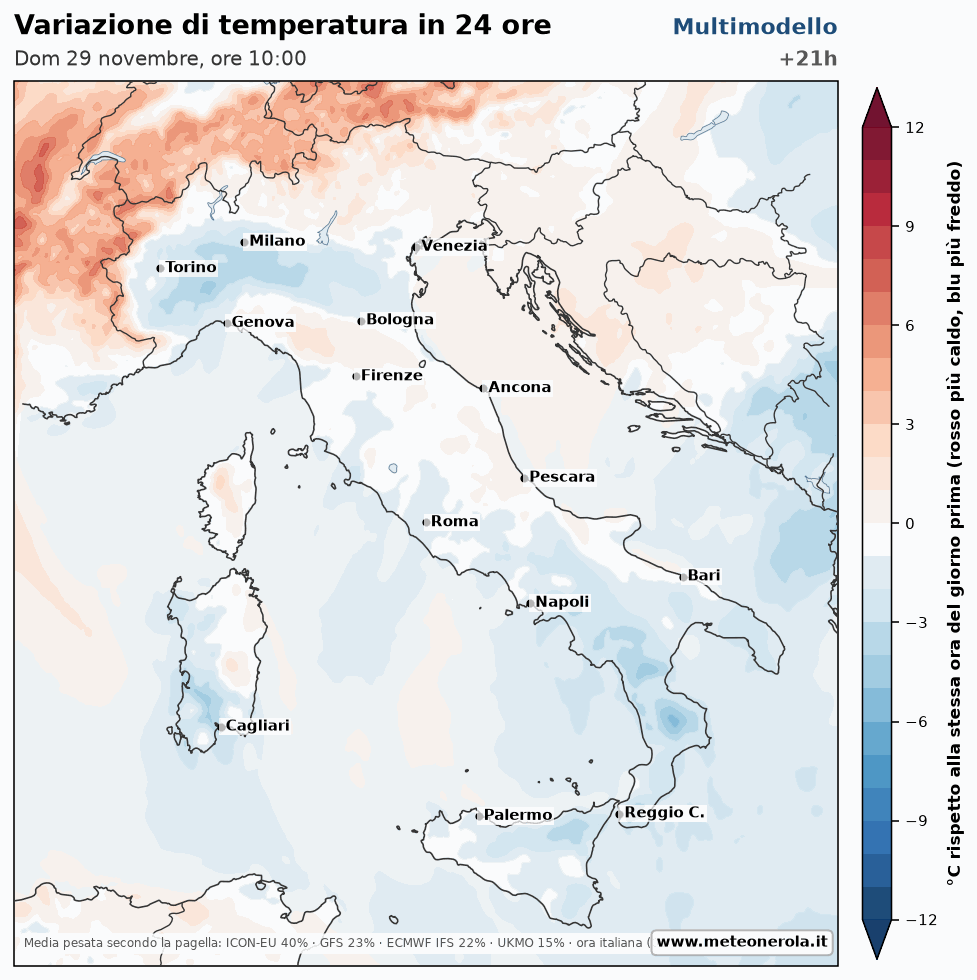 Variazione di temperatura in 24 ore
Multimodello
Dom 29 novembre, ore 10:00
+21h
Milano
Venezia
Torino
Genova
Bologna
Firenze
Ancona
Pescara
Roma
Bari
Napoli
Cagliari
Palermo
Reggio C.
12
9
6
3
0
−3
−6
−9
−12
°C rispetto alla stessa ora del giorno prima (rosso più caldo, blu più freddo)
Media pesata secondo la pagella: ICON-EU 40% · GFS 23% · ECMWF IFS 22% · UKMO 15% · ora italiana (
www.meteonerola.it